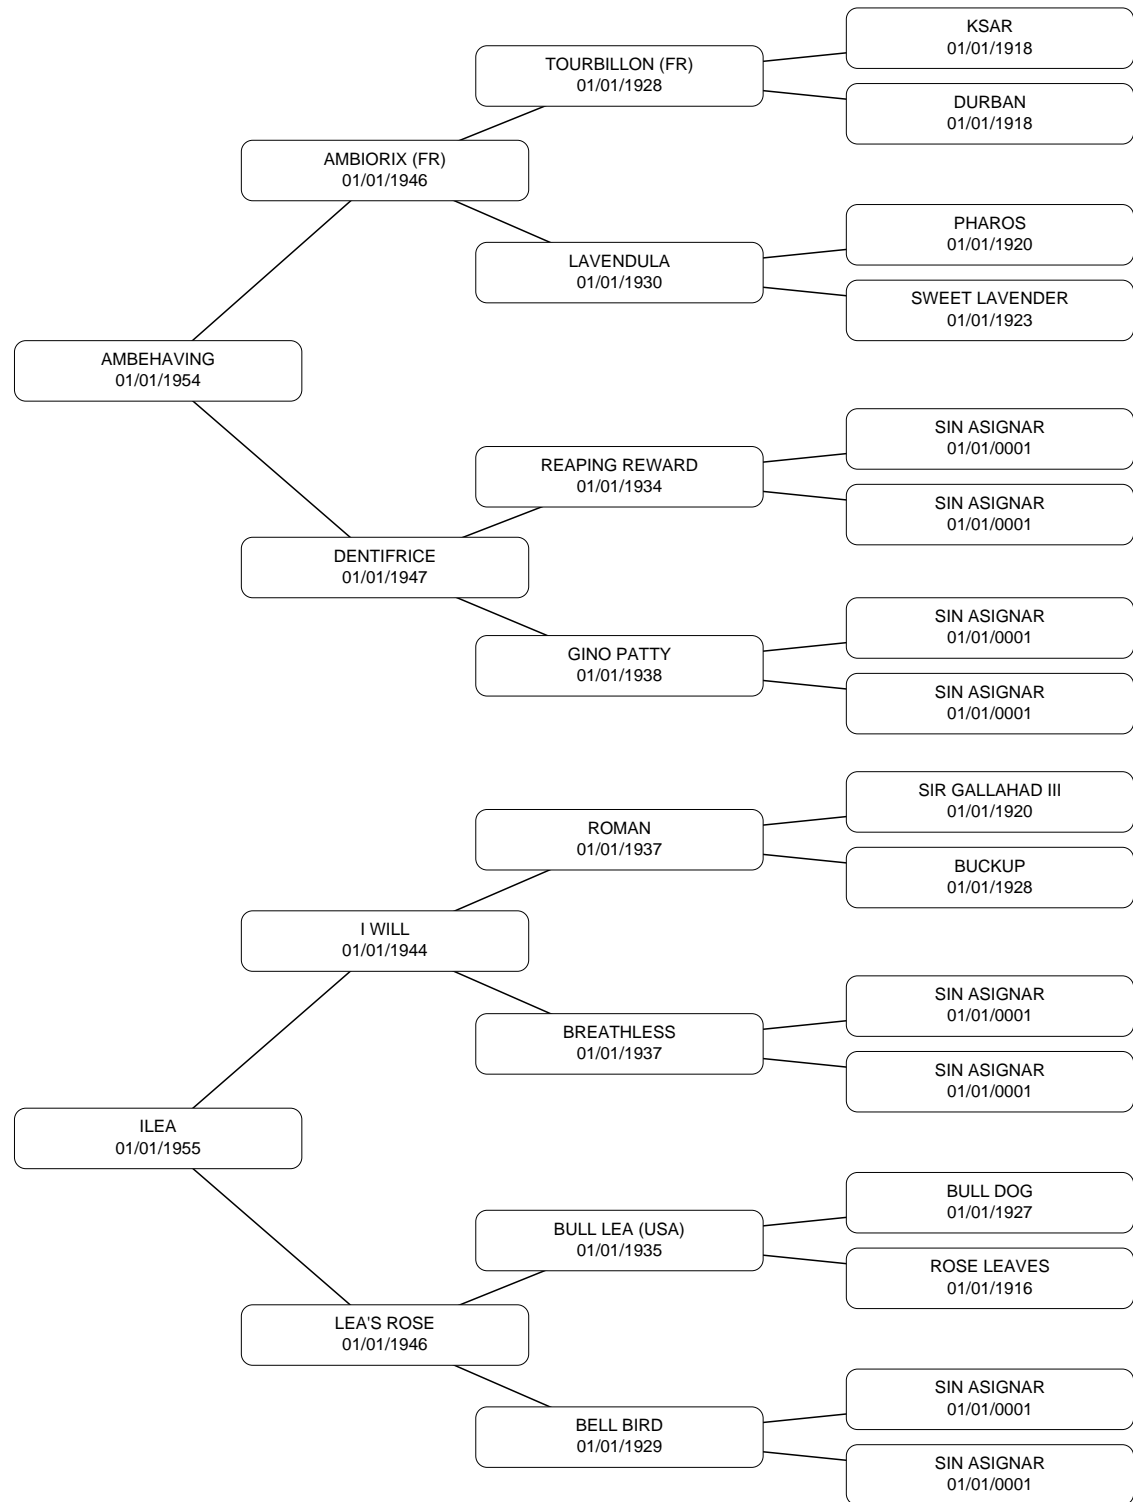 KSAR
01/01/1918
TOURBILLON (FR)
01/01/1928
DURBAN
01/01/1918
AMBIORIX (FR)
01/01/1946
PHAROS
01/01/1920
LAVENDULA
01/01/1930
SWEET LAVENDER
01/01/1923
AMBEHAVING
01/01/1954
SIN ASIGNAR
01/01/0001
REAPING REWARD
01/01/1934
SIN ASIGNAR
01/01/0001
DENTIFRICE
01/01/1947
SIN ASIGNAR
01/01/0001
GINO PATTY
01/01/1938
SIN ASIGNAR
01/01/0001
SIR GALLAHAD III
01/01/1920
ROMAN
01/01/1937
BUCKUP
01/01/1928
I WILL
01/01/1944
SIN ASIGNAR
01/01/0001
BREATHLESS
01/01/1937
SIN ASIGNAR
01/01/0001
ILEA
01/01/1955
BULL DOG
01/01/1927
BULL LEA (USA)
01/01/1935
ROSE LEAVES
01/01/1916
LEA'S ROSE
01/01/1946
SIN ASIGNAR
01/01/0001
BELL BIRD
01/01/1929
SIN ASIGNAR
01/01/0001